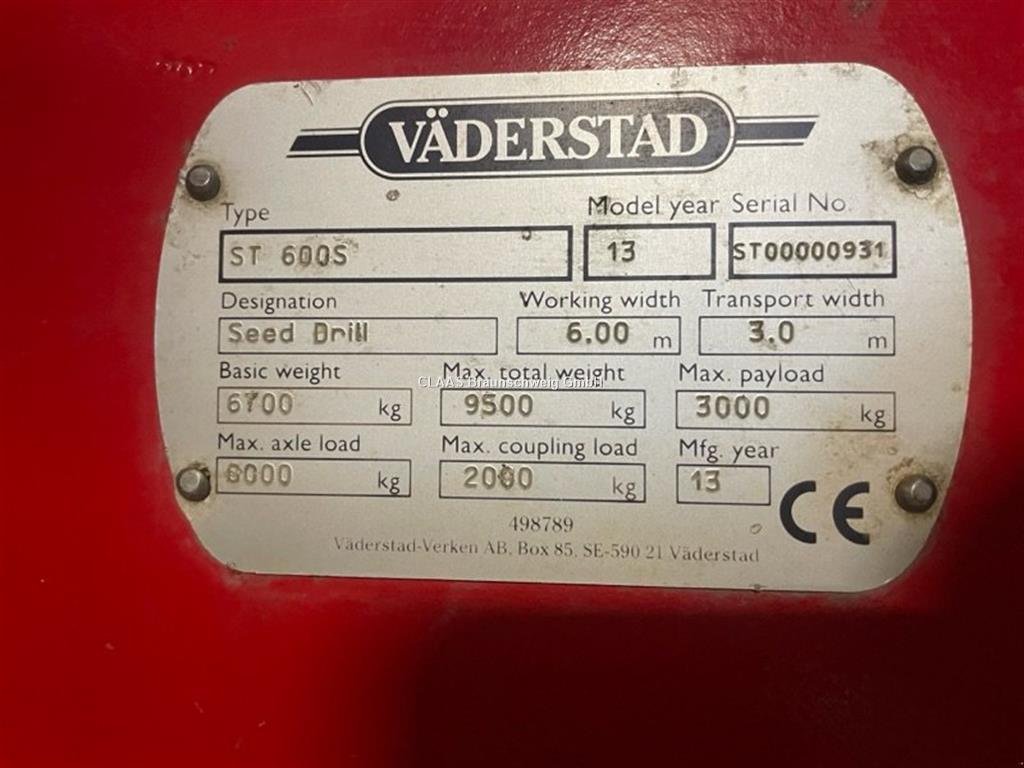 VÄDERSTAD
Type Model year Serial No.
ST 600S 13 ST00000931
Designation Working width Transport width
Seed Drill 6.00 m 3.0 m
Basic weight Max. total weight Max. payload
CLAAS Braunschweig GmbH
6700 kg 9500 kg 3000 kg
Max. axle load Max. coupling load Mfg. year
kg 2000 kg 13
CE
498789
Väderstad-Verken AB, Box 85, SE-590 21 Väderstad